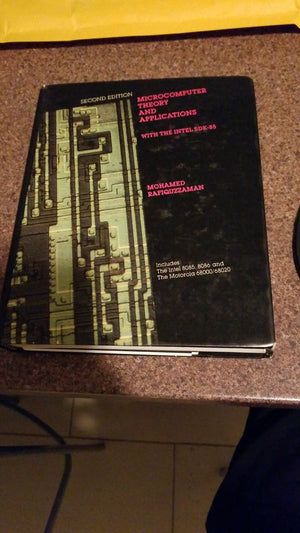 SECOND EDITION
MICROCOMPUTER
THEORY
AND
APPLICATIONS
WITH THE INTEL SDK-85
MOHAMED
RAFIQUZZAMAN
Includes:
The Intel 8085, 8086 and
The Motorola 68000/68020